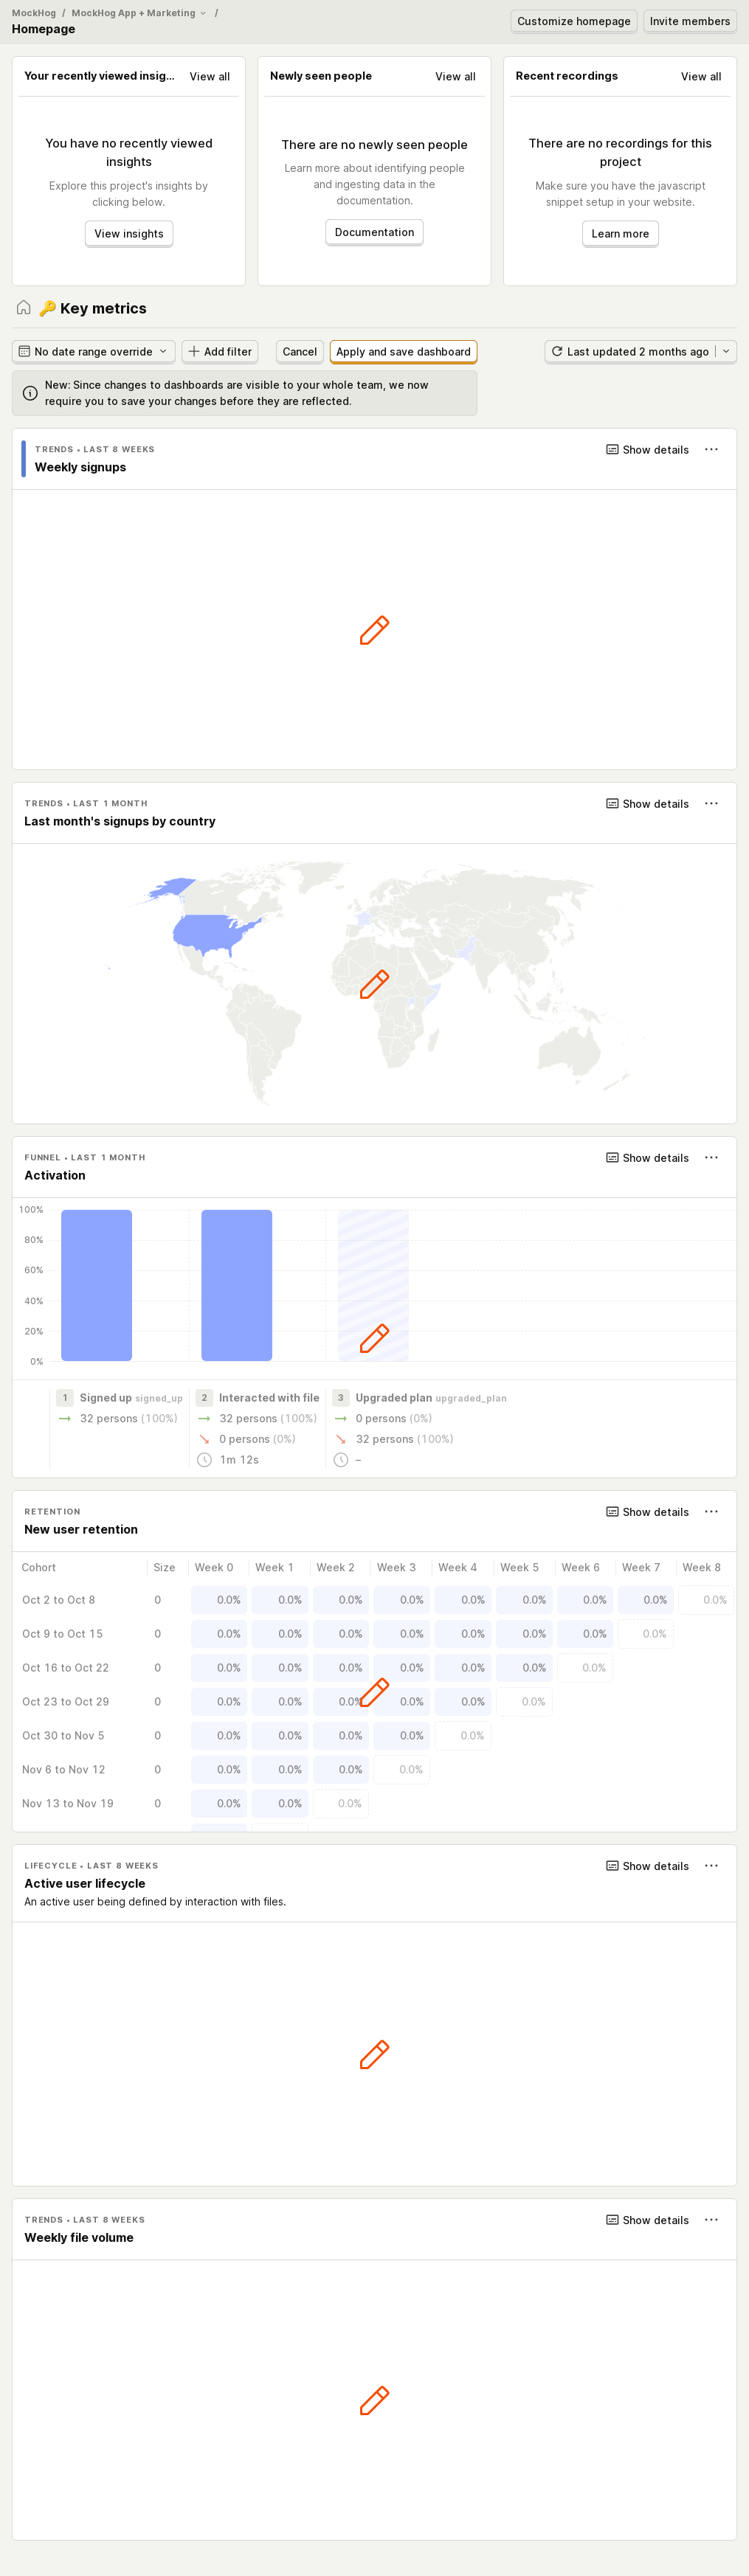 MockHog / MockHog App + Marketing /
Homepage
Customize homepage
Invite members
Your recently viewed insig...
View all
You have no recently viewed
insights
Explore this project's insights by
clicking below.
View insights
Newly seen people
View all
There are no newly seen people
Learn more about identifying people
and ingesting data in the
documentation.
Documentation
Recent recordings
View all
There are no recordings for this
project
Make sure you have the javascript
snippet setup in your website.
Learn more
🔑 Key metrics
No date range override
Add filter
Cancel
Apply and save dashboard
Last updated 2 months ago
New: Since changes to dashboards are visible to your whole team, we now
require you to save your changes before they are reflected.
TRENDS • LAST 8 WEEKS
Show details
Weekly signups
TRENDS • LAST 1 MONTH
Show details
Last month's signups by country
FUNNEL • LAST 1 MONTH
Show details
Activation
100%
80%
60%
40%
20%
0%
1 Signed up signed_up
32 persons (100%)
2 Interacted with file
32 persons (100%)
0 persons (0%)
1m 12s
3 Upgraded plan upgraded_plan
0 persons (0%)
32 persons (100%)
–
RETENTION
Show details
New user retention
Cohort Size Week 0 Week 1 Week 2 Week 3 Week 4 Week 5 Week 6 Week 7 Week 8
Oct 2 to Oct 8 0 0.0% 0.0% 0.0% 0.0% 0.0% 0.0% 0.0% 0.0% 0.0%
Oct 9 to Oct 15 0 0.0% 0.0% 0.0% 0.0% 0.0% 0.0% 0.0% 0.0%
Oct 16 to Oct 22 0 0.0% 0.0% 0.0% 0.0% 0.0% 0.0% 0.0%
Oct 23 to Oct 29 0 0.0% 0.0% 0.0% 0.0% 0.0% 0.0%
Oct 30 to Nov 5 0 0.0% 0.0% 0.0% 0.0% 0.0%
Nov 6 to Nov 12 0 0.0% 0.0% 0.0% 0.0%
Nov 13 to Nov 19 0 0.0% 0.0% 0.0%
LIFECYCLE • LAST 8 WEEKS
Show details
Active user lifecycle
An active user being defined by interaction with files.
TRENDS • LAST 8 WEEKS
Show details
Weekly file volume